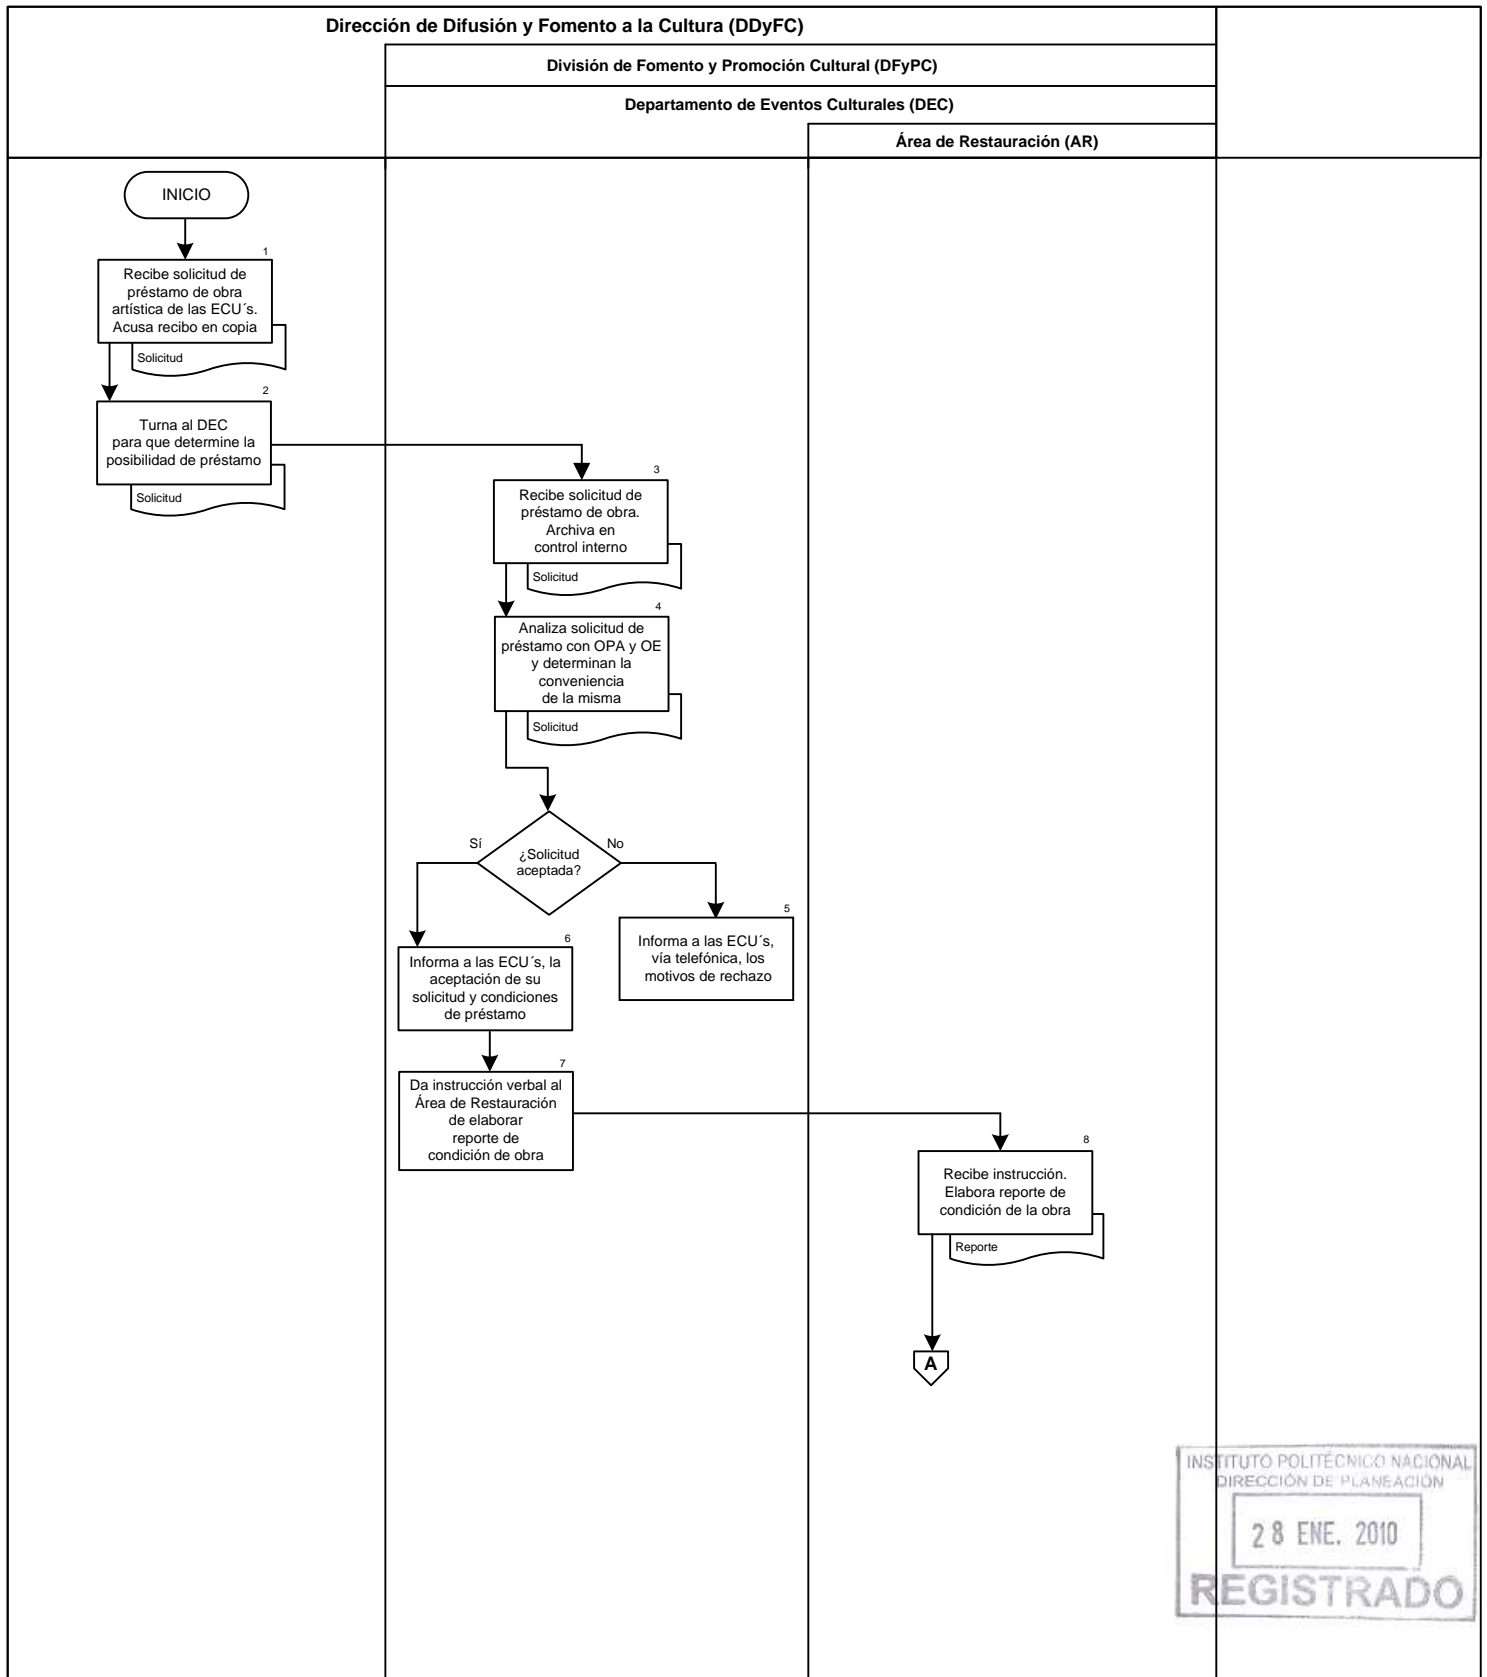 Dirección de Difusión y Fomento a la Cultura (DDyFC)
División de Fomento y Promoción Cultural (DFyPC)
Departamento de Eventos Culturales (DEC)
Área de Restauración (AR)
INICIO
1
Recibe solicitud de
préstamo de obra
artística de las ECU´s.
Acusa recibo en copia
Solicitud
2
Turna al DEC
para que determine la
posibilidad de préstamo
Solicitud
3
Recibe solicitud de
préstamo de obra.
Archiva en
control interno
Solicitud
4
Analiza solicitud de
préstamo con OPA y OE
y determinan la
conveniencia
de la misma
Solicitud
¿Solicitud
aceptada?
Sí
No
5
Informa a las ECU´s,
vía telefónica, los
motivos de rechazo
6
Informa a las ECU´s, la
aceptación de su
solicitud y condiciones
de préstamo
7
Da instrucción verbal al
Área de Restauración
de elaborar
reporte de
condición de obra
8
Recibe instrucción.
Elabora reporte de
condición de la obra
Reporte
A
INSTITUTO POLITÉCNICO NACIONAL
DIRECCIÓN DE PLANEACIÓN
28 ENE. 2010
REGISTRADO